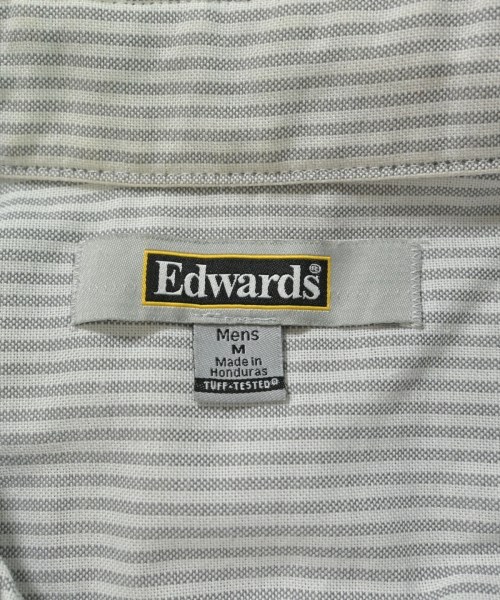 Edwards®
Mens
M
Made in
Honduras
TUFF-TESTED®